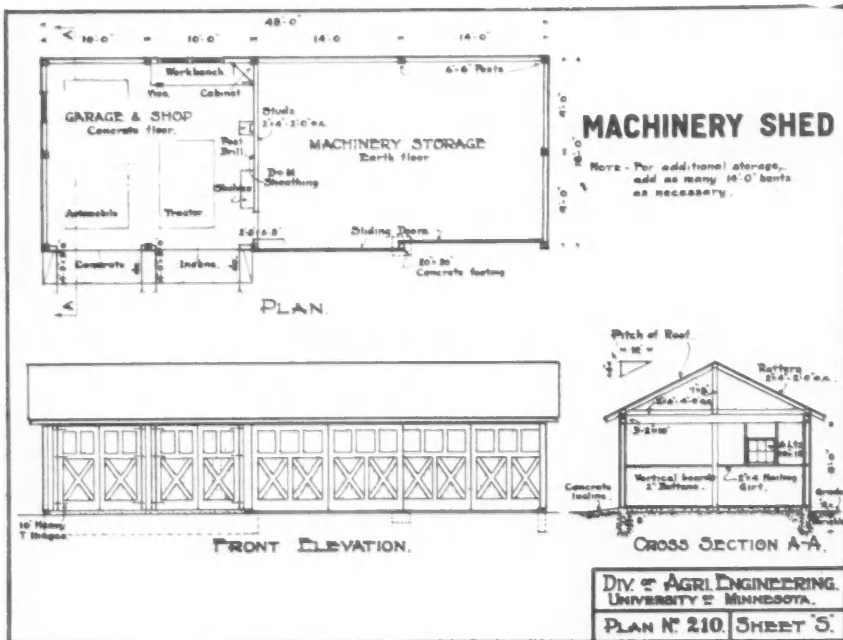 48'-0"
10'-0"
10'-0"
14'-0"
14'-0"
A
Workbench
6"x6" Posts
Vise
Cabinet
GARAGE & SHOP
Concrete floor.
Studs
2"x4"-2'-0" o.c.
MACHINERY STORAGE
Earth floor
Post
Drill
D&M
Sheathing
Shelves
Automobile
Tractor
Sliding Doors
Concrete
Incline
20"x20"
Concrete footing
A
PLAN.
MACHINERY SHED
NOTE - For additional storage,
add as many 14'-0" bents
as necessary.
Pitch of Roof.
Rafters
2"x4"-2'-0" o.c.
Concrete
footing
Vertical boards
2" Battens.
2"x4 Nailing
Girt.
8'-0"
Grade
10" Heavy
T Hinges
FRONT ELEVATION.
CROSS SECTION A-A.
DIV. OF AGRI. ENGINEERING.
UNIVERSITY OF MINNESOTA.
PLAN No 210. SHEET "S".